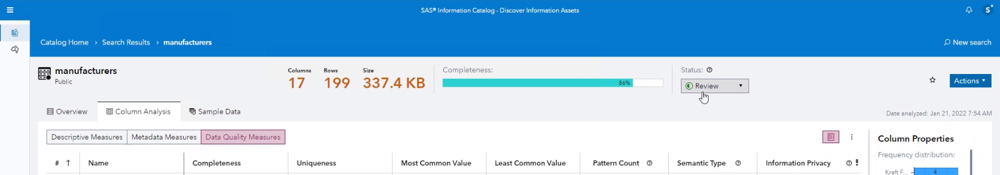 SAS® Information Catalog - Discover Information Assets
S
Catalog Home > Search Results > manufacturers
New search
manufacturers
Public
Columns Rows Size
17 199 337.4 KB
Completeness:
86%
Status:
Review
Actions
Overview Column Analysis Sample Data
Date analyzed: Jan 21, 2022 7:54 AM
Descriptive Measures Metadata Measures Data Quality Measures
# ↑ Name Completeness Uniqueness Most Common Value Least Common Value Pattern Count Semantic Type Information Privacy
Column Properties
Frequency distribution:
Kraft F... 4